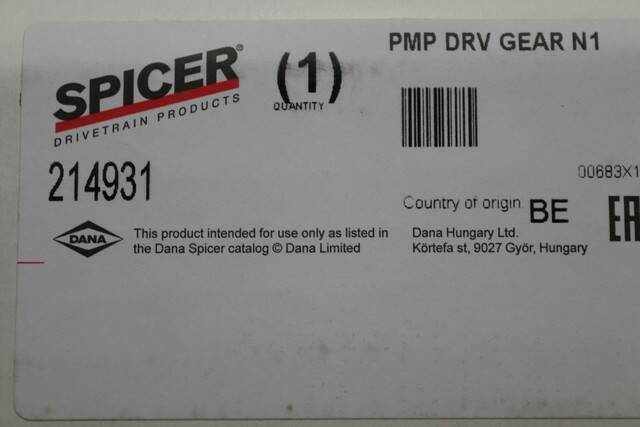 PMP DRV GEAR N1
SPICER®
DRIVETRAIN PRODUCTS
(1)
QUANTITY
214931
00683X1
Country of origin BE
DANA
This product intended for use only as listed in
the Dana Spicer catalog © Dana Limited
Dana Hungary Ltd.
Körtefa st, 9027 Györ, Hungary